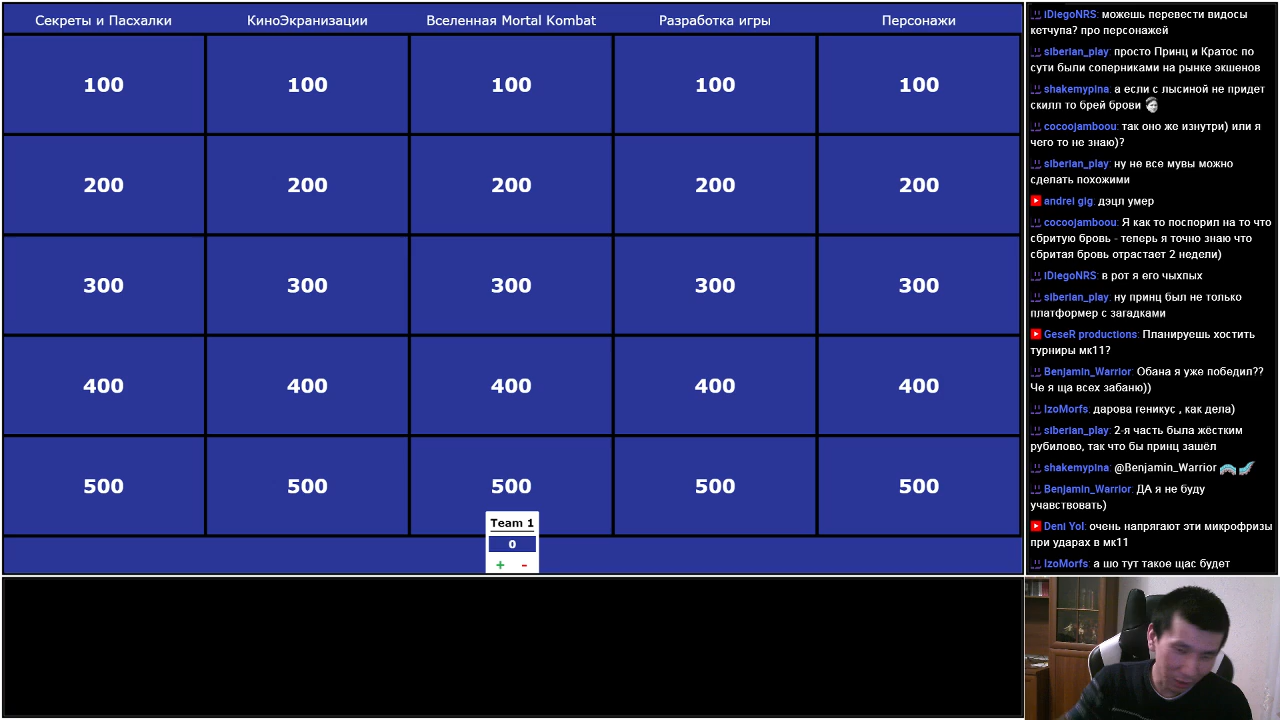 Секреты и Пасхалки
КиноЭкранизации
Вселенная Mortal Kombat
Разработка игры
Персонажи
100
100
100
100
100
200
200
200
200
200
300
300
300
300
300
400
400
400
400
400
500
500
500
500
500
Team 1
0
+ -
iDiegoNRS: можешь перевести видосы
кетчупа? про персонажей
siberian_play: просто Принц и Кратос по
сути были соперниками на рынке экшенов
shakemypina: а если с лысиной не придет
скилл то брей брови
cocoojamboou: так оно же изнутри) или я
чего то не знаю)?
siberian_play: ну не все мувы можно
сделать похожими
andrei gig: дэцл умер
cocoojamboou: Я как то поспорил на то что
сбритую бровь - теперь я точно знаю что
сбритая бровь отрастает 2 недели)
iDiegoNRS: в рот я его чыхпых
siberian_play: ну принц был не только
платформер с загадками
GeseR productions: Планируешь хостить
турниры мк11?
Benjamin_Warrior: Обана я уже победил??
Че я ща всех забаню))
IzoMorfs: дарова геникус , как дела)
siberian_play: 2-я часть была жёстким
рубилово, так что бы принц зашёл
shakemypina: @Benjamin_Warrior
Benjamin_Warrior: ДА я не буду
учавствовать)
Deni Yol: очень напрягают эти микрофризы
при ударах в мк11
IzoMorfs: а шо тут такое щас будет